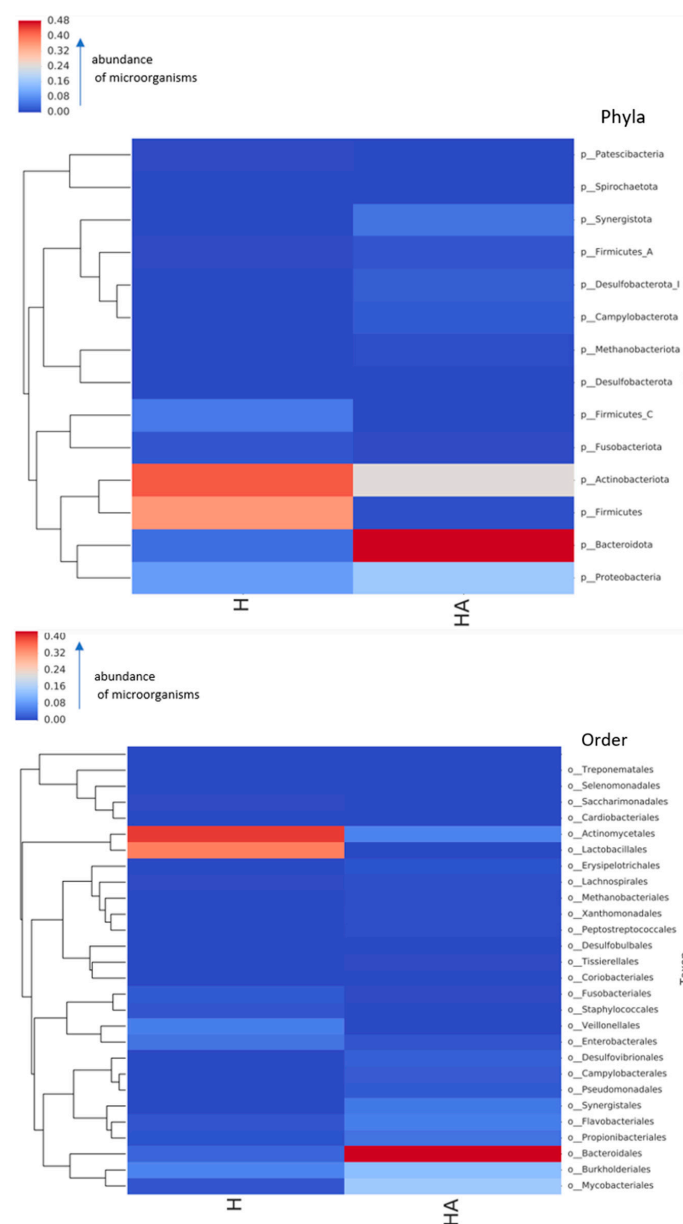 0.48
0.40
0.32
0.24
0.16
0.08
0.00
abundance
of microorganisms
Phyla
p__Patescibacteria
p__Spirochaetota
p__Synergistota
p__Firmicutes_A
p__Desulfobacterota_I
p__Campylobacterota
p__Methanobacteriota
p__Desulfobacterota
p__Firmicutes_C
p__Fusobacteriota
p__Actinobacteriota
p__Firmicutes
p__Bacteroidota
p__Proteobacteria
H
HA
0.40
0.32
0.24
0.16
0.08
0.00
abundance
of microorganisms
Order
o__Treponematales
o__Selenomonadales
o__Saccharimonadales
o__Cardiobacteriales
o__Actinomycetales
o__Lactobacillales
o__Erysipelotrichales
o__Lachnospirales
o__Methanobacteriales
o__Xanthomonadales
o__Peptostreptococcales
o__Desulfobulbales
o__Tissierellales
o__Coriobacteriales
o__Fusobacteriales
o__Staphylococcales
o__Veillonellales
o__Enterobacterales
o__Desulfovibrionales
o__Campylobacterales
o__Pseudomonadales
o__Synergistales
o__Flavobacteriales
o__Propionibacteriales
o__Bacteroidales
o__Burkholderiales
o__Mycobacteriales
H
HA